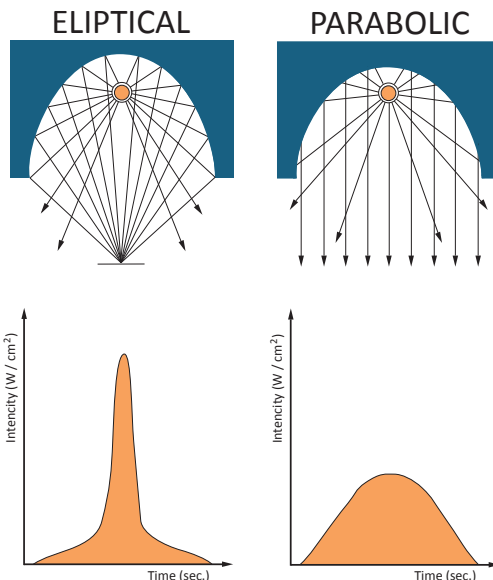 ELIPTICAL
PARABOLIC
Intencity (W / cm²)
Time (sec.)
Intencity (W / cm²)
Time (sec.)